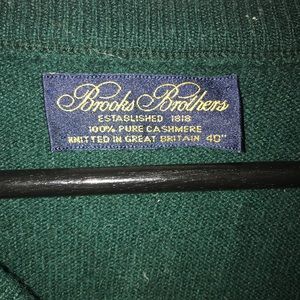 Brooks Brothers
ESTABLISHED 1818
100% PURE CASHMERE
KNITTED IN GREAT BRITAIN 40"